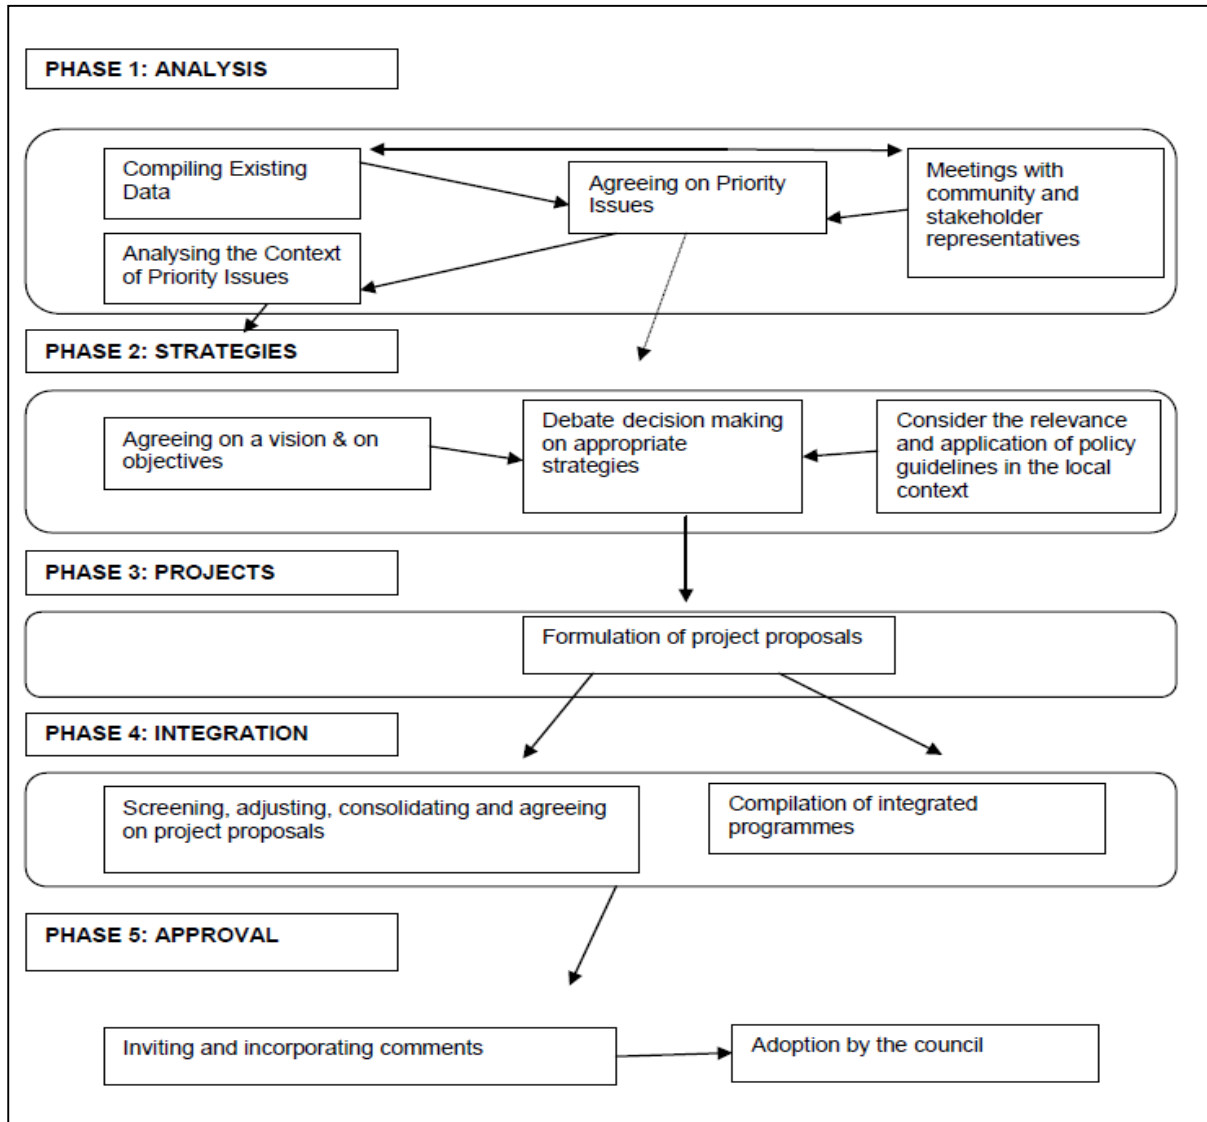 PHASE 1: ANALYSIS
Compiling Existing
Data
Agreeing on Priority
Issues
Meetings with
community and
stakeholder
representatives
Analysing the Context
of Priority Issues
PHASE 2: STRATEGIES
Agreeing on a vision & on
objectives
Debate decision making
on appropriate
strategies
Consider the relevance
and application of policy
guidelines in the local
context
PHASE 3: PROJECTS
Formulation of project proposals
PHASE 4: INTEGRATION
Screening, adjusting, consolidating and agreeing
on project proposals
Compilation of integrated
programmes
PHASE 5: APPROVAL
Inviting and incorporating comments
Adoption by the council